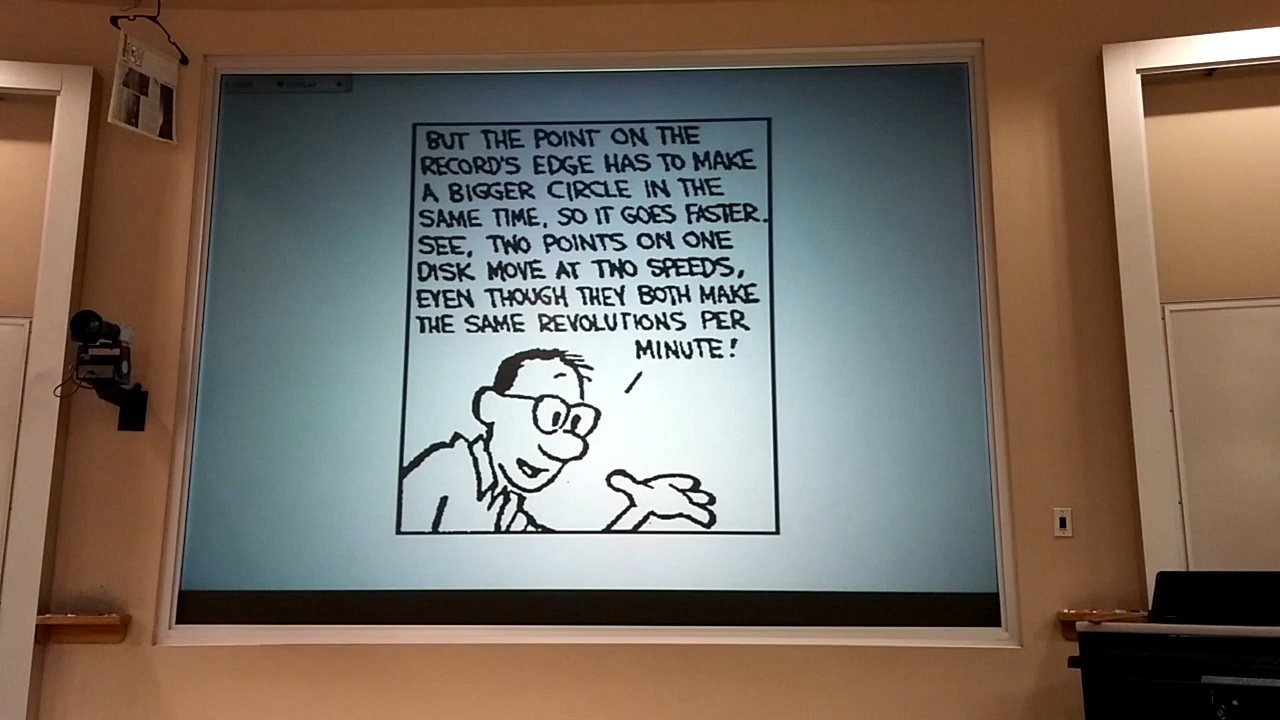 BUT THE POINT ON THE
RECORD'S EDGE HAS TO MAKE
A BIGGER CIRCLE IN THE
SAME TIME, SO IT GOES FASTER.
SEE, TWO POINTS ON ONE
DISK MOVE AT TWO SPEEDS,
EVEN THOUGH THEY BOTH MAKE
THE SAME REVOLUTIONS PER
MINUTE!